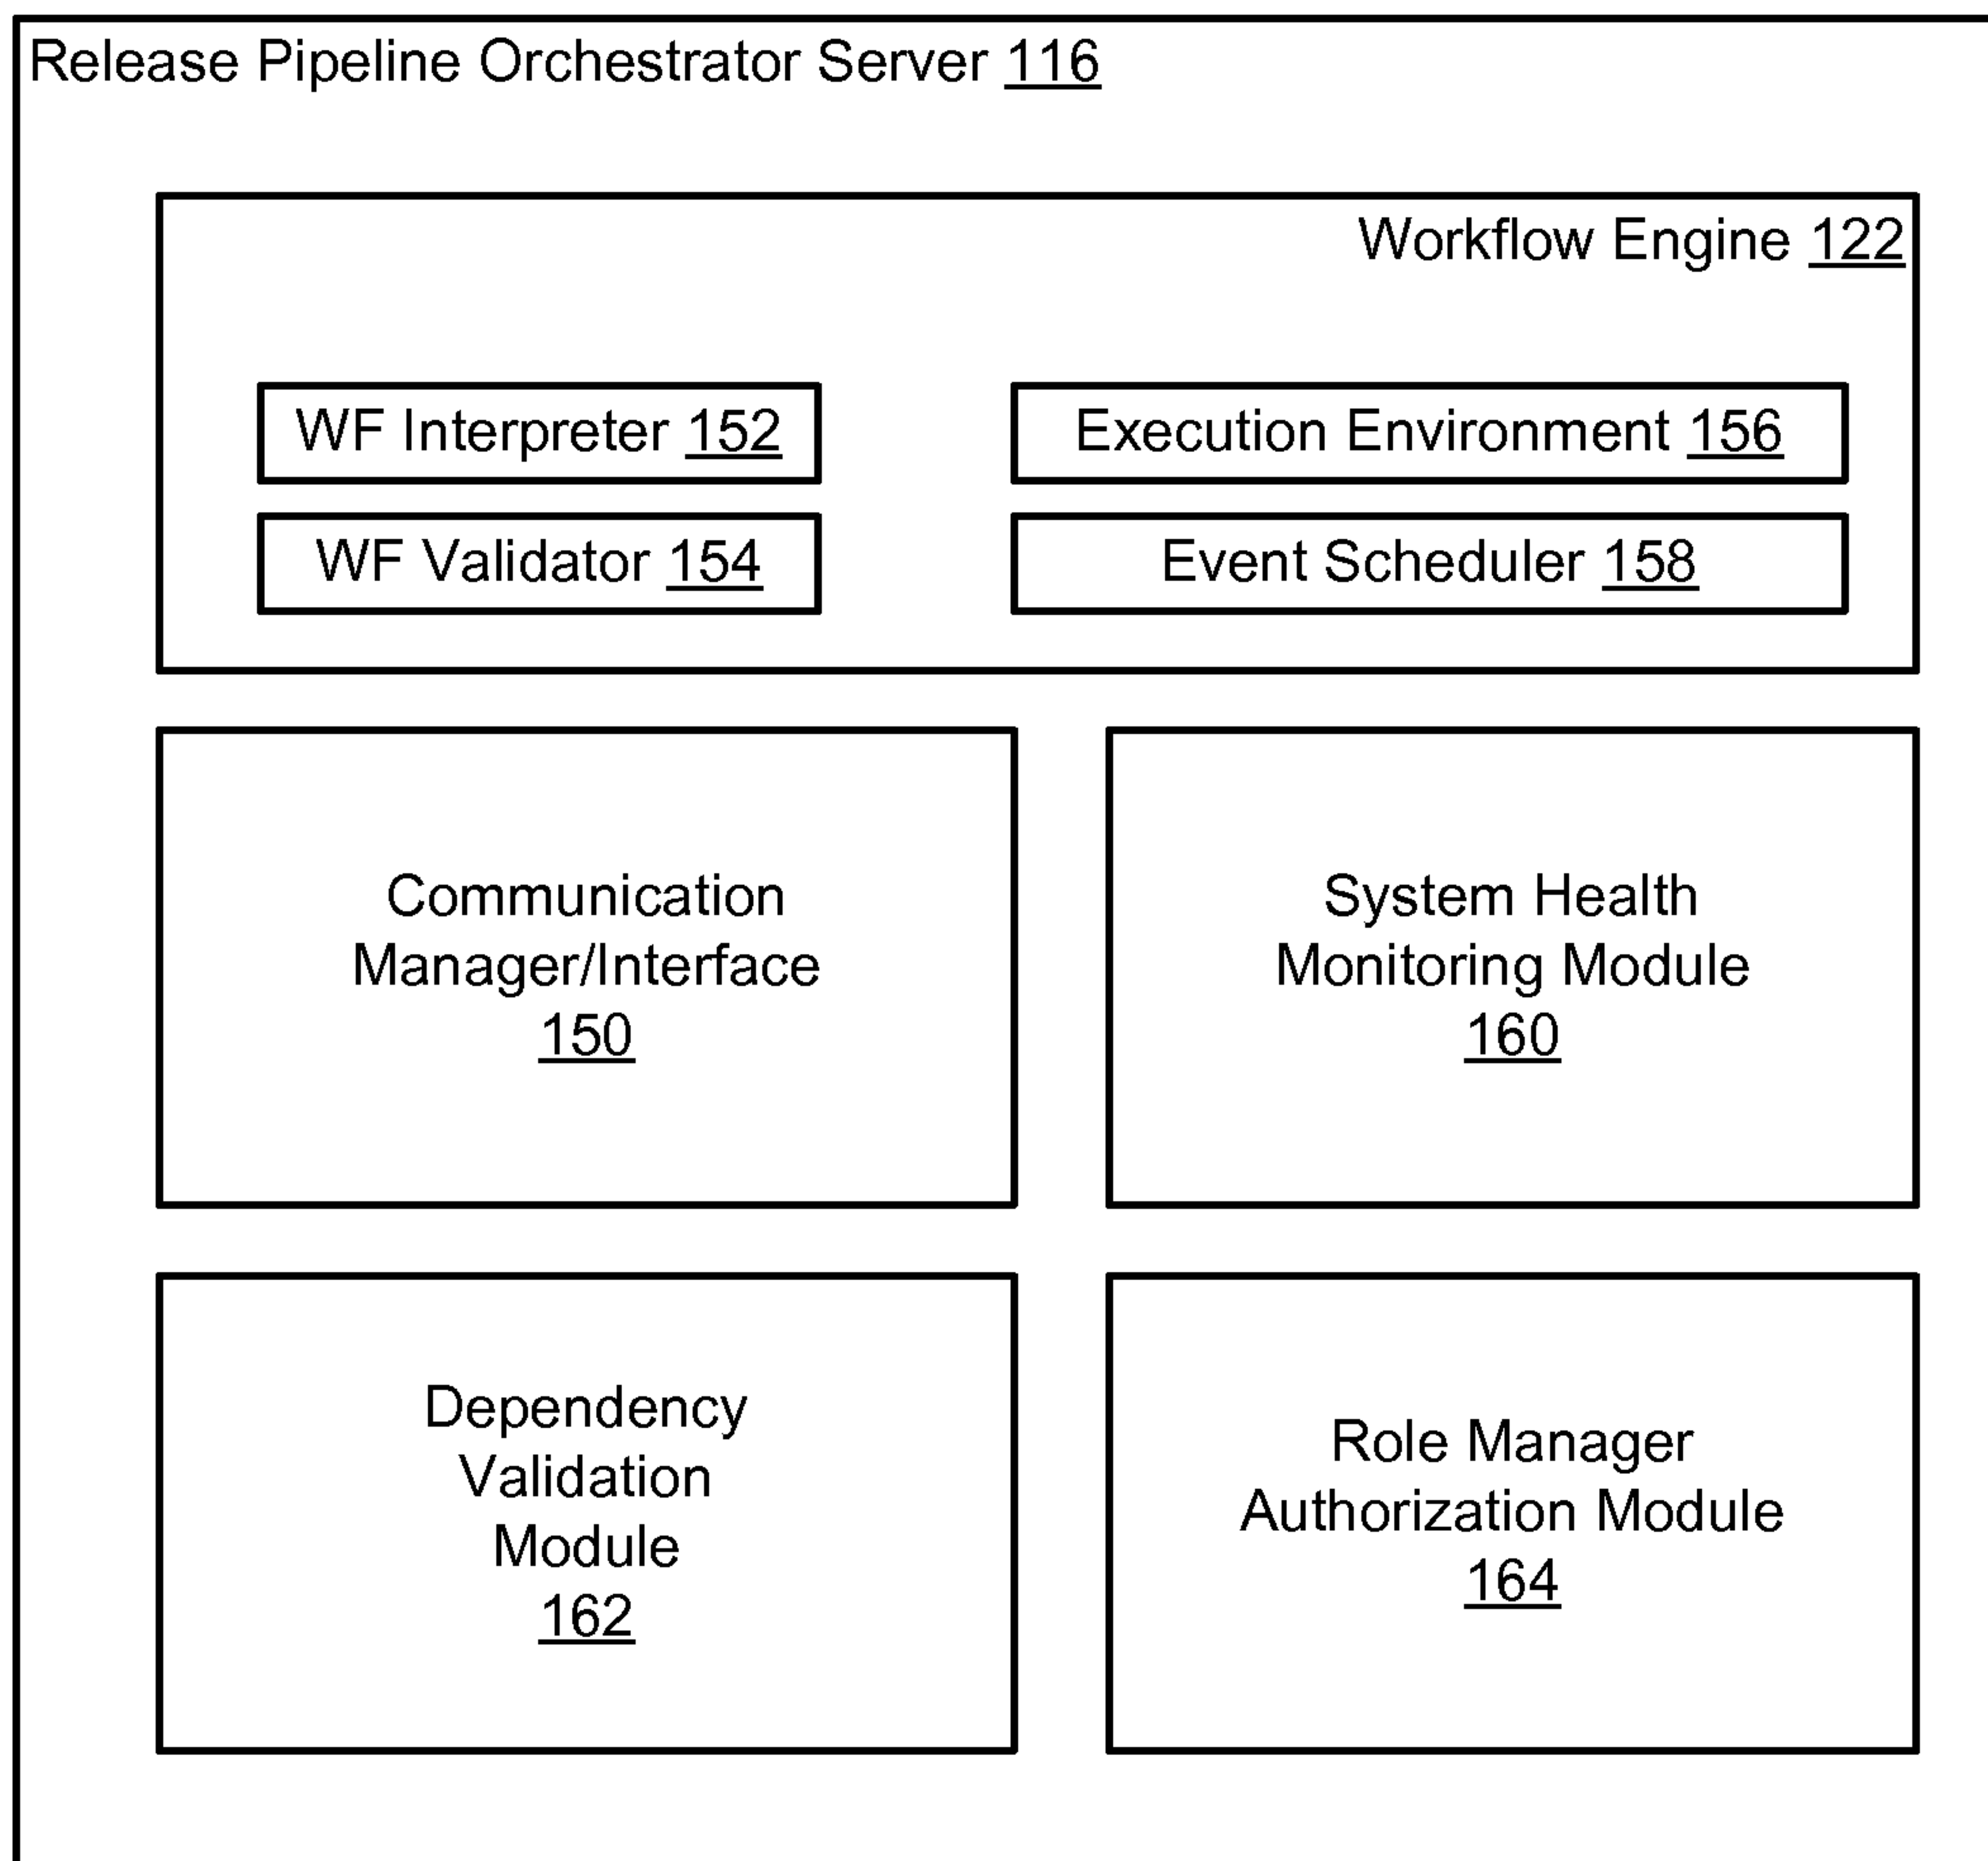 Release Pipeline Orchestrator Server 116
Workflow Engine 122
WF Interpreter 152
Execution Environment 156
WF Validator 154
Event Scheduler 158
Communication
Manager/Interface
150
System Health
Monitoring Module
160
Dependency
Validation
Module
162
Role Manager
Authorization Module
164